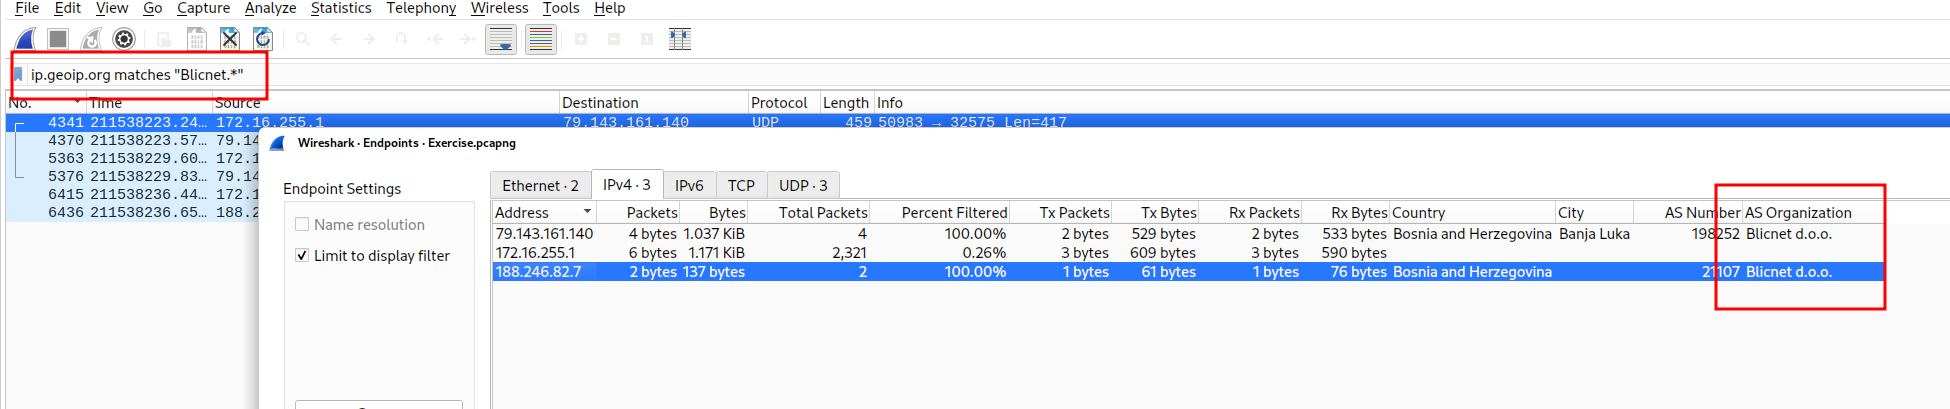 File Edit View Go Capture Analyze Statistics Telephony Wireless Tools Help
ip.geoip.org matches "Blicnet.*"
No. Time Source Destination Protocol Length Info
4341 211538223.24… 172.16.255.1 79.143.161.140 UDP 459 50983 → 32575 Len=417
4370 211538223.57… 79.14
5363 211538229.60… 172.1
5376 211538229.83… 79.14
6415 211538236.44… 172.1
6436 211538236.65… 188.2
Wireshark · Endpoints · Exercise.pcapng
Endpoint Settings
Name resolution
Limit to display filter
Ethernet · 2 IPv4 · 3 IPv6 TCP UDP · 3
Address Packets Bytes Total Packets Percent Filtered Tx Packets Tx Bytes Rx Packets Rx Bytes Country City AS Number AS Organization
79.143.161.140 4 bytes 1.037 KiB 4 100.00% 2 bytes 529 bytes 2 bytes 533 bytes Bosnia and Herzegovina Banja Luka 198252 Blicnet d.o.o.
172.16.255.1 6 bytes 1.171 KiB 2,321 0.26% 3 bytes 609 bytes 3 bytes 590 bytes
188.246.82.7 2 bytes 137 bytes 2 100.00% 1 bytes 61 bytes 1 bytes 76 bytes Bosnia and Herzegovina 21107 Blicnet d.o.o.